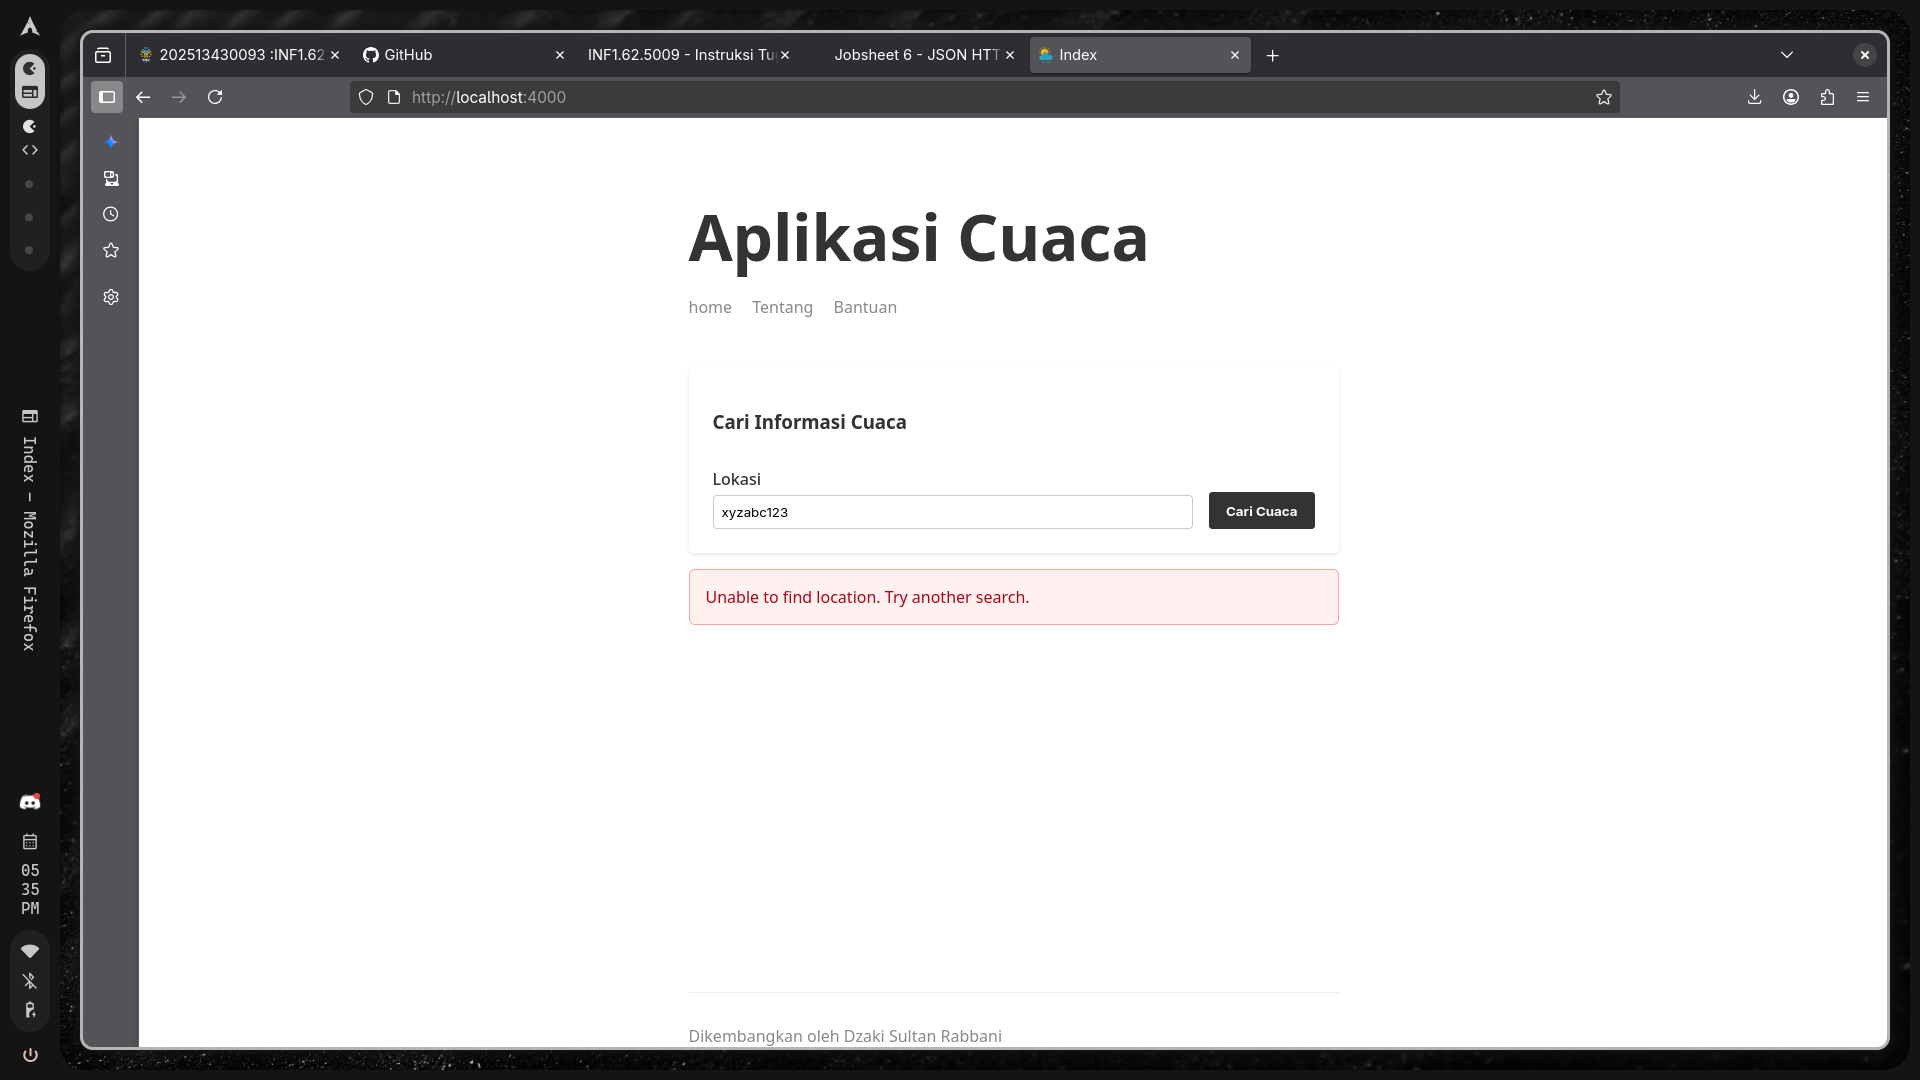 202513430093 :INF1.62
GitHub
INF1.62.5009 - Instruksi Tu
Jobsheet 6 - JSON HTT
Index
http://localhost:4000
Aplikasi Cuaca
home
Tentang
Bantuan
Cari Informasi Cuaca
Lokasi
xyzabc123
Cari Cuaca
Unable to find location. Try another search.
Dikembangkan oleh Dzaki Sultan Rabbani
Index — Mozilla Firefox
05
35
PM